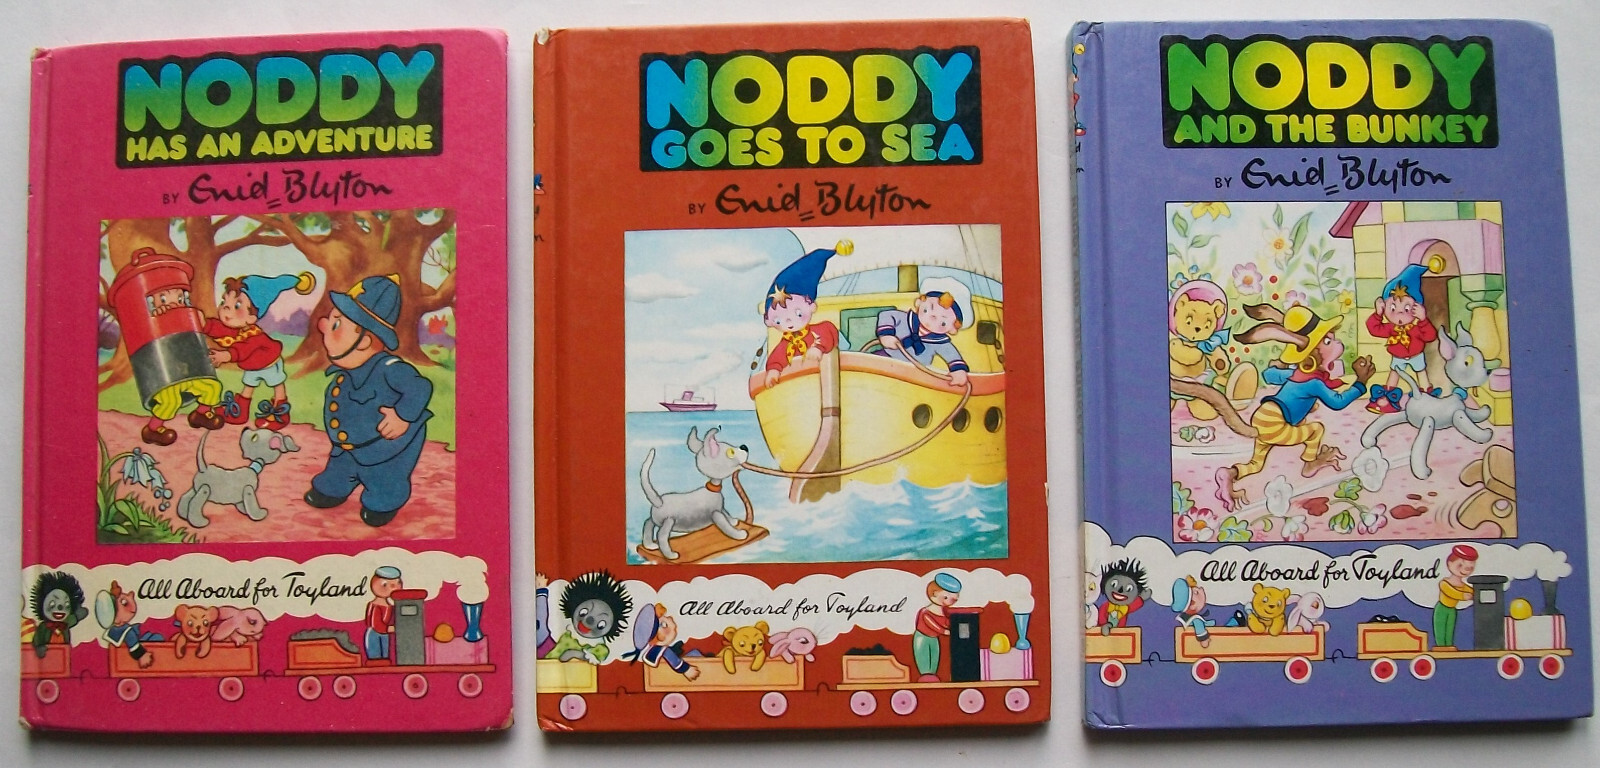 NODDY
HAS AN ADVENTURE
BY Enid Blyton
All Aboard for Toyland
NODDY
GOES TO SEA
BY Enid Blyton
All Aboard for Toyland
NODDY
AND THE BUNKEY
BY Enid Blyton
All Aboard for Toyland